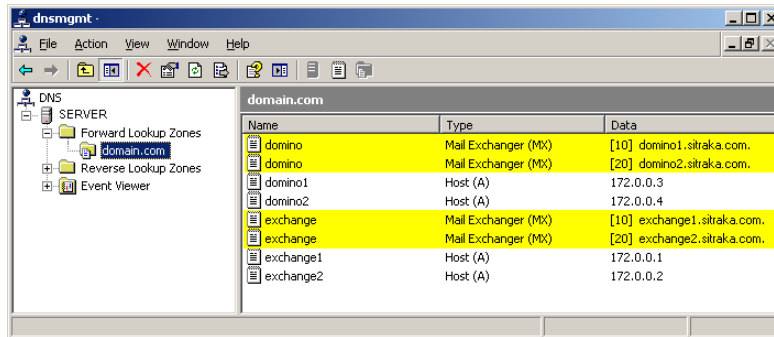 dnsmgmt -
File Action View Window Help
DNS
SERVER
Forward Lookup Zones
domain.com
Reverse Lookup Zones
Event Viewer
domain.com
Name Type Data
domino Mail Exchanger (MX) [10] domino1.sitraka.com.
domino Mail Exchanger (MX) [20] domino2.sitraka.com.
domino1 Host (A) 172.0.0.3
domino2 Host (A) 172.0.0.4
exchange Mail Exchanger (MX) [10] exchange1.sitraka.com.
exchange Mail Exchanger (MX) [20] exchange2.sitraka.com.
exchange1 Host (A) 172.0.0.1
exchange2 Host (A) 172.0.0.2